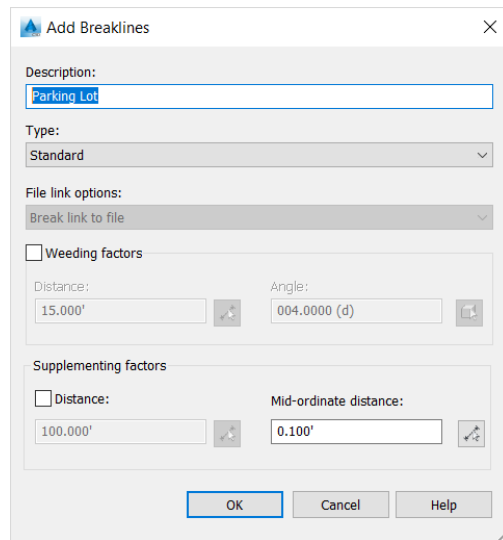 Add Breaklines
Description:
Parking Lot
Type:
Standard
File link options:
Break link to file
Weeding factors
Distance: Angle:
15.000' 004.0000 (d)
Supplementing factors
Distance: Mid-ordinate distance:
100.000' 0.100'
OK Cancel Help